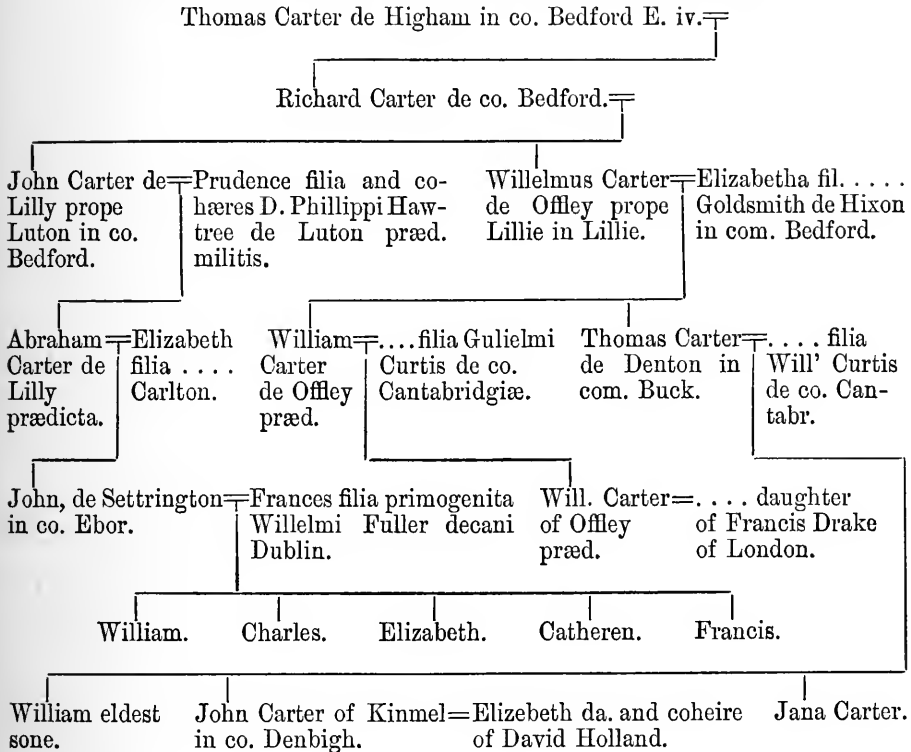 Thomas Carter de Higham in co. Bedford E. iv.=
Richard Carter de co. Bedford.=
John Carter de=Prudence filia and co-
Lilly prope hæres D. Phillippi Haw-
Luton in co. tree de Luton præd.
Bedford. militis.
Willelmus Carter=Elizabetha fil. . . . .
de Offley prope Goldsmith de Hixon
Lillie in Lillie. in com. Bedford.
Abraham=Elizabeth
Carter de filia . . . .
Lilly Carlton.
prædicta.
William=. . . . filia Gulielmi
Carter Curtis de co.
de Offley Cantabridgiæ.
præd.
Thomas Carter=. . . . filia
de Denton in Will' Curtis
com. Buck. de co. Can-
tabr.
John, de Settrington=Frances filia primogenita
in co. Ebor. Willelmi Fuller decani
Dublin.
Will. Carter=. . . . daughter
of Offley of Francis Drake
præd. of London.
William. Charles. Elizabeth. Catheren. Francis.
William eldest
sone.
John Carter of Kinmel=Elizebeth da. and coheire
in co. Denbigh. of David Holland.
Jana Carter.